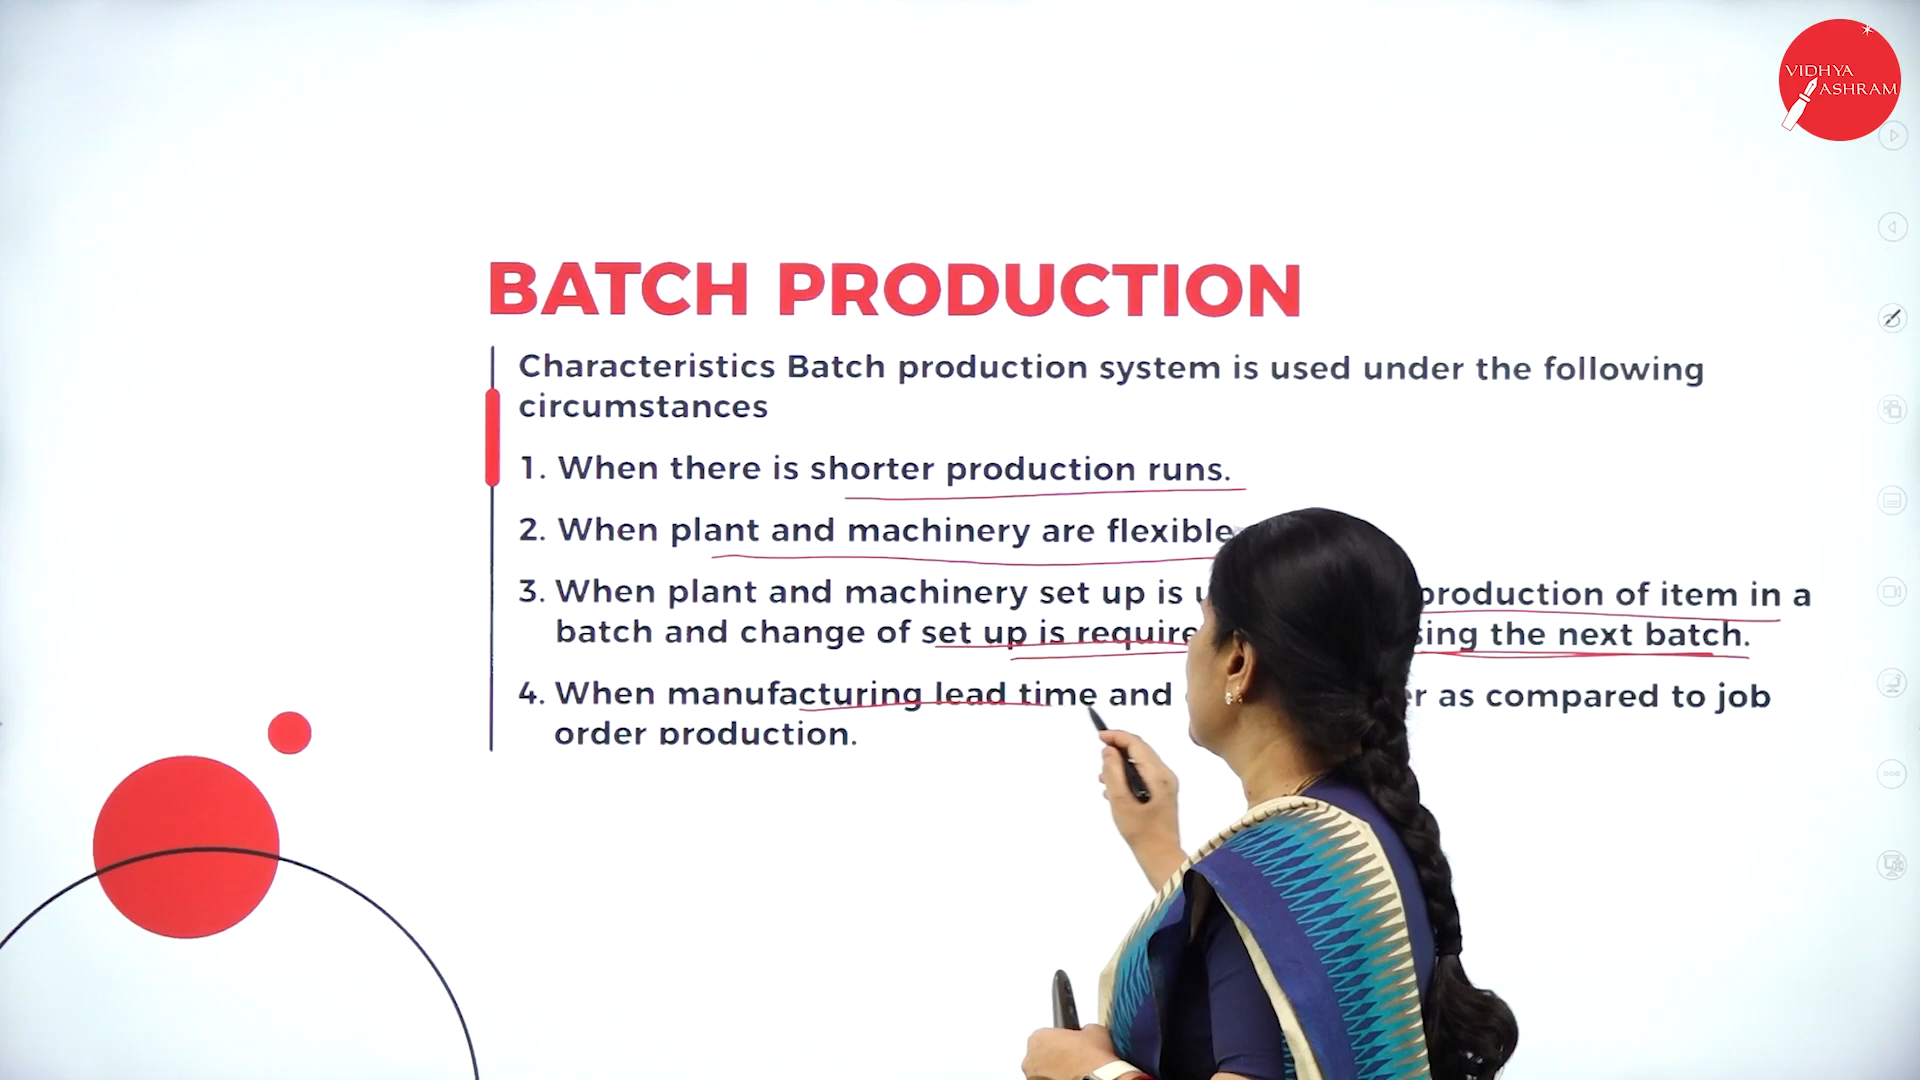 VIDHYA
ASHRAM
BATCH PRODUCTION
Characteristics Batch production system is used under the following
circumstances
1. When there is shorter production runs.
2. When plant and machinery are flexible
3. When plant and machinery set up is production of item in a
batch and change of set up is the next batch.
4. When manufacturing lead time and as compared to job
order production.